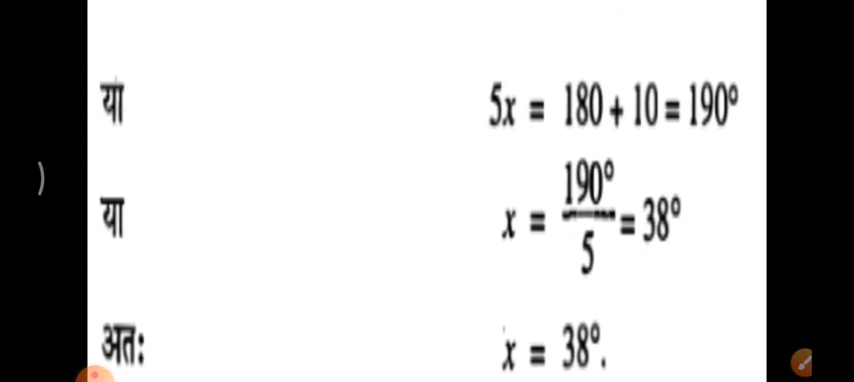 या 5x = 180 + 10 = 190°
या x = 190°/5 = 38°
अतः x = 38°.